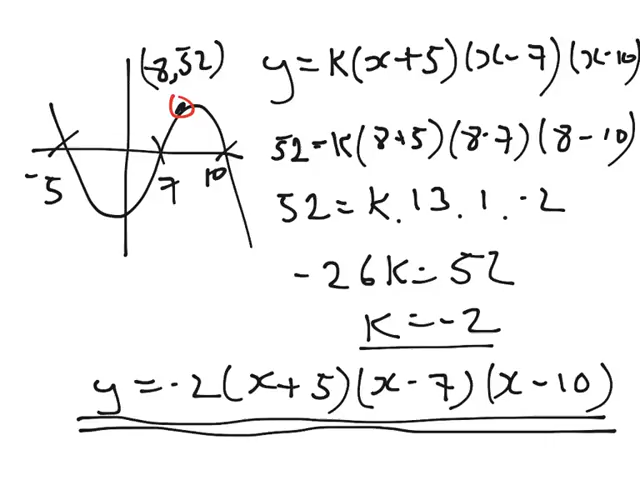 (-8,52)
y=k(x+5)(x-7)(x-10)
52=k(8+5)(8-7)(8-10)
-5 7 10
52=k.13.1.-2
-26k=52
k=-2
y=-2(x+5)(x-7)(x-10)